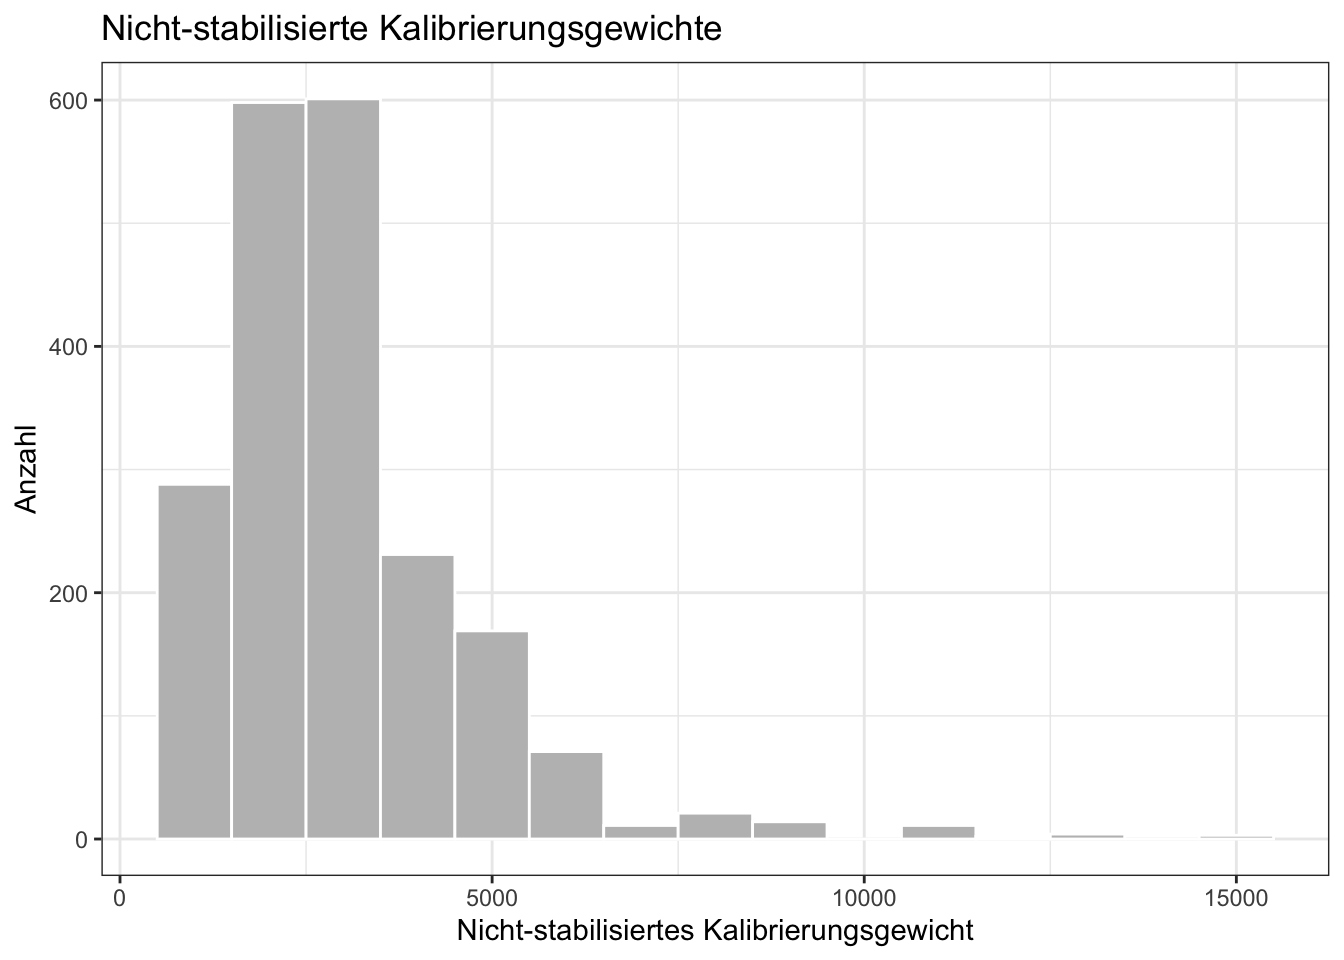 Nicht-stabilisierte Kalibrierungsgewichte
600
400
200
0
Anzahl
0 5000 10000 15000
Nicht-stabilisiertes Kalibrierungsgewicht